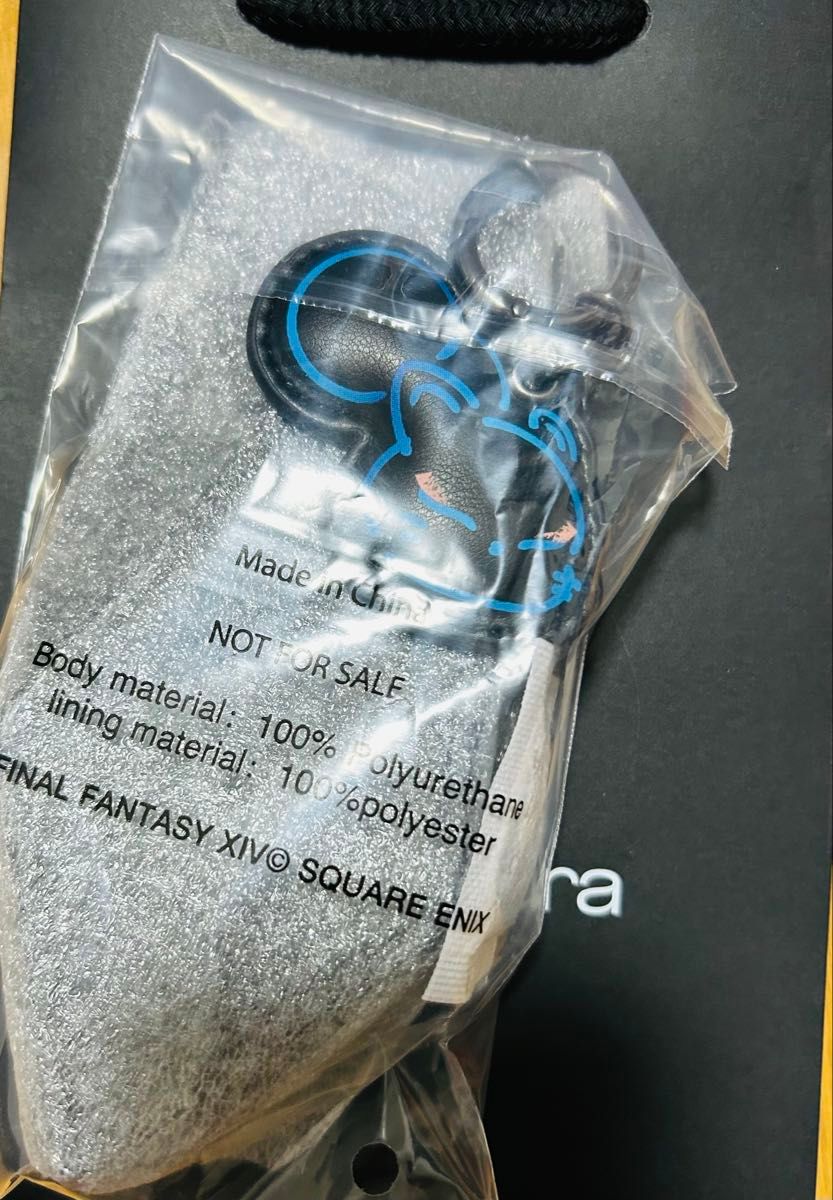 Made in China
NOT FOR SALE
Body material: 100% Polyurethane
lining material: 100%polyester
FINAL FANTASY XIV© SQUARE ENIX
ra